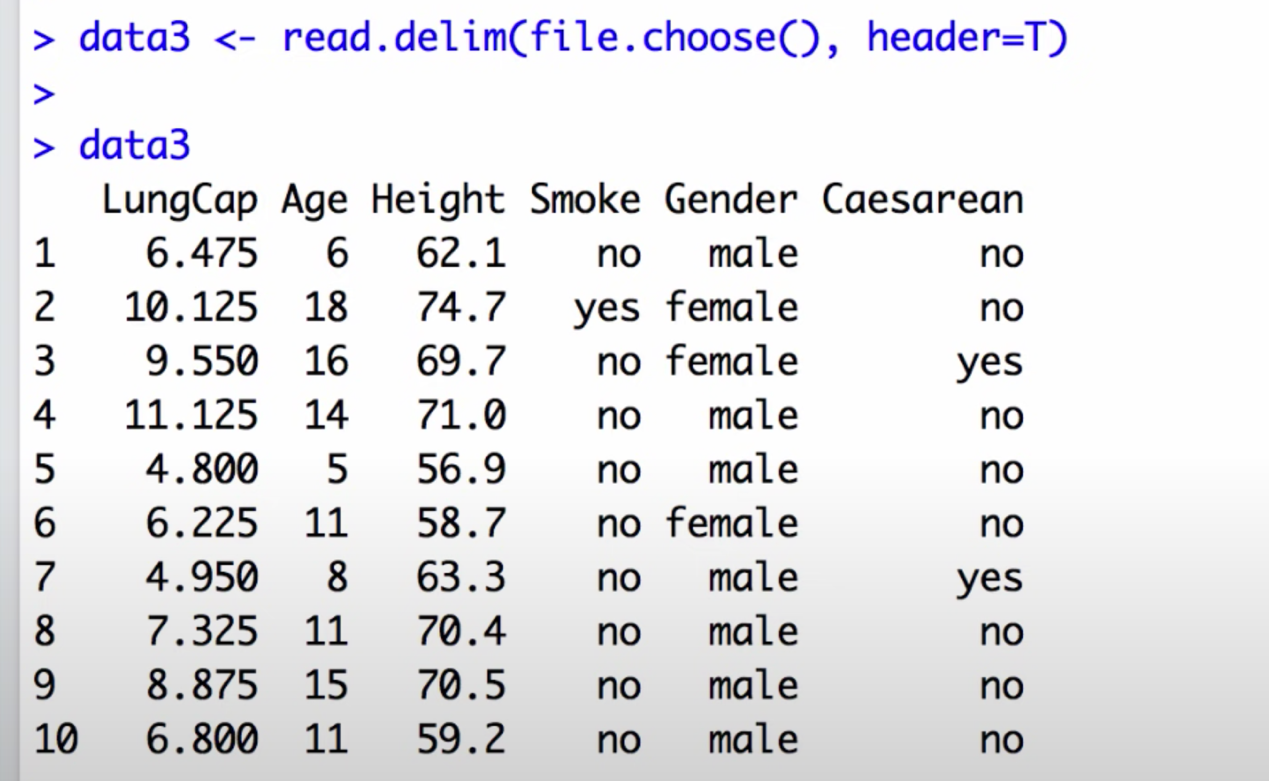 > data3 <- read.delim(file.choose(), header=T)
>
> data3
LungCap Age Height Smoke Gender Caesarean
1 6.475 6 62.1 no male no
2 10.125 18 74.7 yes female no
3 9.550 16 69.7 no female yes
4 11.125 14 71.0 no male no
5 4.800 5 56.9 no male no
6 6.225 11 58.7 no female no
7 4.950 8 63.3 no male yes
8 7.325 11 70.4 no male no
9 8.875 15 70.5 no male no
10 6.800 11 59.2 no male no